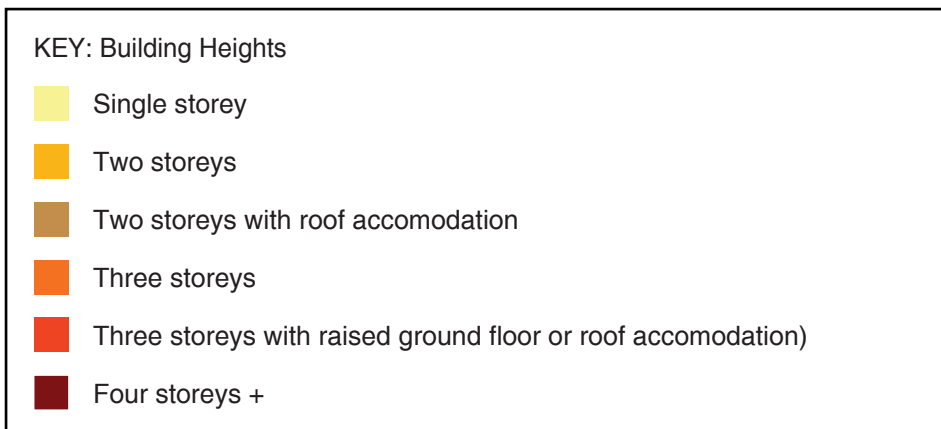 KEY: Building Heights
Single storey
Two storeys
Two storeys with roof accomodation
Three storeys
Three storeys with raised ground floor or roof accomodation)
Four storeys +